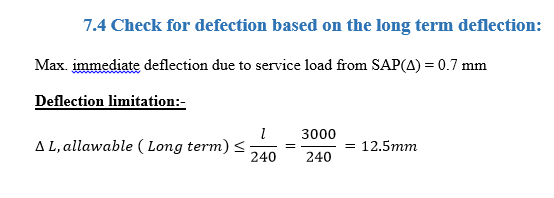 7.4 Check for defection based on the long term deflection:
Max. immediate deflection due to service load from SAP(Δ) = 0.7 mm
Deflection limitation:-
Δ L, allawable ( Long term) ≤ l/240 = 3000/240 = 12.5mm